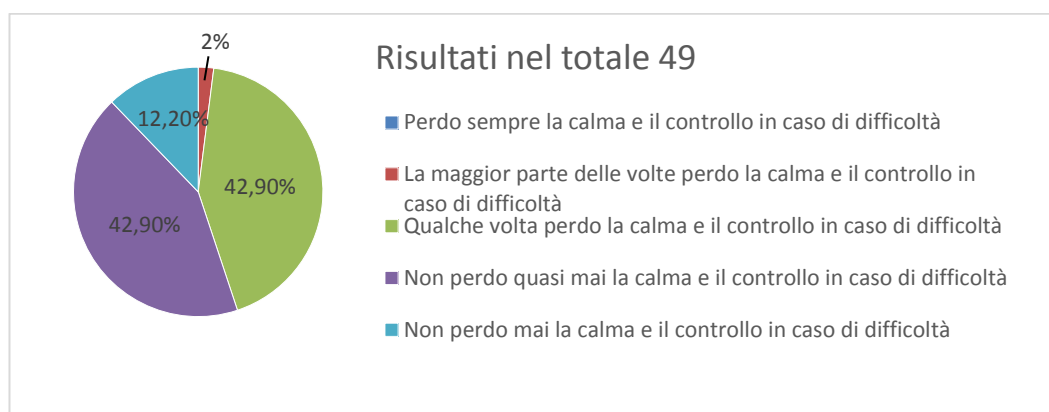 2%
Risultati nel totale 49
12,20%
Perdo sempre la calma e il controllo in caso di difficoltà
La maggior parte delle volte perdo la calma e il controllo in
caso di difficoltà
42,90%
Qualche volta perdo la calma e il controllo in caso di difficoltà
42,90%
Non perdo quasi mai la calma e il controllo in caso di difficoltà
Non perdo mai la calma e il controllo in caso di difficoltà